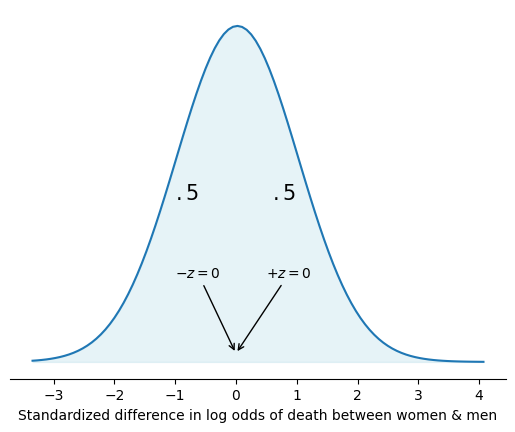 .5 .5
−z = 0 +z = 0
−3 −2 −1 0 1 2 3 4
Standardized difference in log odds of death between women & men